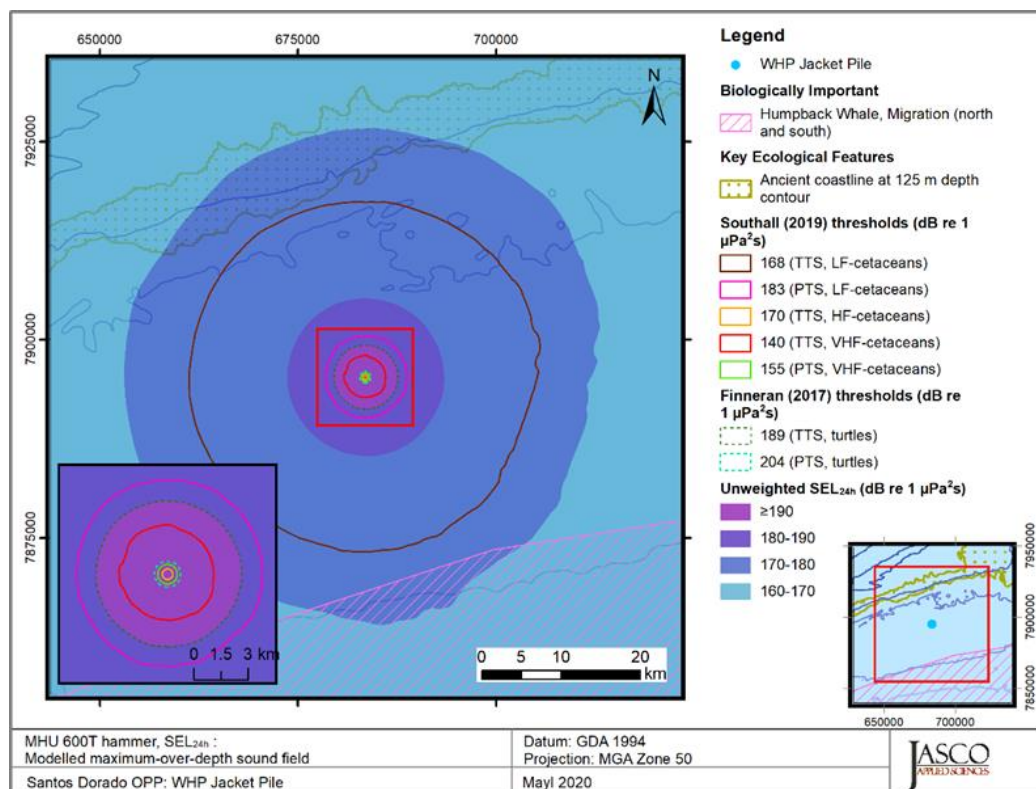 650000 675000 700000
7925000
7900000
7875000
N
0 1.5 3 km
0 5 10 20
km
Legend
WHP Jacket Pile
Biologically Important
Humpback Whale, Migration (north
and south)
Key Ecological Features
Ancient coastline at 125 m depth
contour
Southall (2019) thresholds (dB re 1
µPa²s)
168 (TTS, LF-cetaceans)
183 (PTS, LF-cetaceans)
170 (TTS, HF-cetaceans)
140 (TTS, VHF-cetaceans)
155 (PTS, VHF-cetaceans)
Finneran (2017) thresholds (dB re
1 µPa²s)
189 (TTS, turtles)
204 (PTS, turtles)
Unweighted SEL24h (dB re 1 µPa²s)
≥190
180-190
170-180
160-170
7950000
7900000
7850000
650000 700000
MHU 600T hammer, SEL24h :
Modelled maximum-over-depth sound field
Santos Dorado OPP: WHP Jacket Pile
Datum: GDA 1994
Projection: MGA Zone 50
Mayl 2020
JASCO
APPLIED SCIENCES